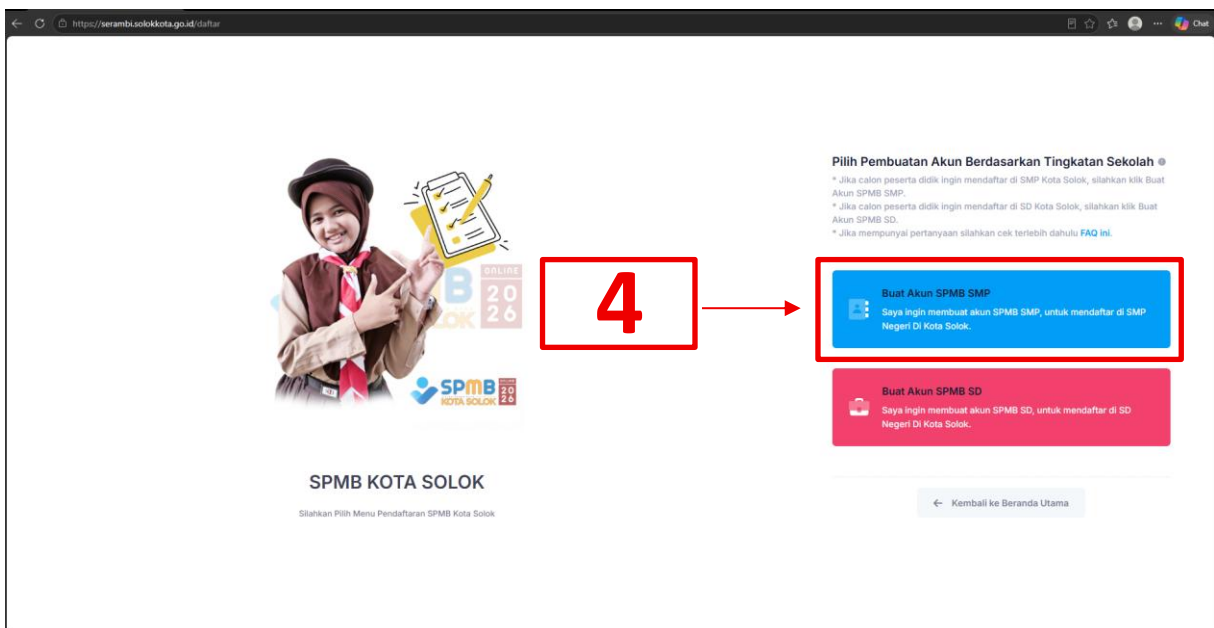 https://serambi.solokkota.go.id/daftar
Chat
Pilih Pembuatan Akun Berdasarkan Tingkatan Sekolah
* Jika calon peserta didik ingin mendaftar di SMP Kota Solok, silahkan klik Buat
Akun SPMB SMP.
* Jika calon peserta didik ingin mendaftar di SD Kota Solok, silahkan klik Buat
Akun SPMB SD.
* Jika mempunyai pertanyaan silahkan cek terlebih dahulu FAQ ini.
4
Buat Akun SPMB SMP
Saya ingin membuat akun SPMB SMP, untuk mendaftar di SMP
Negeri Di Kota Solok.
Buat Akun SPMB SD
Saya ingin membuat akun SPMB SD, untuk mendaftar di SD
Negeri Di Kota Solok.
Kembali ke Beranda Utama
ONLINE
B 20
OK 26
SPMB 20
KOTA SOLOK 26
SPMB KOTA SOLOK
Silahkan Pilih Menu Pendaftaran SPMB Kota Solok